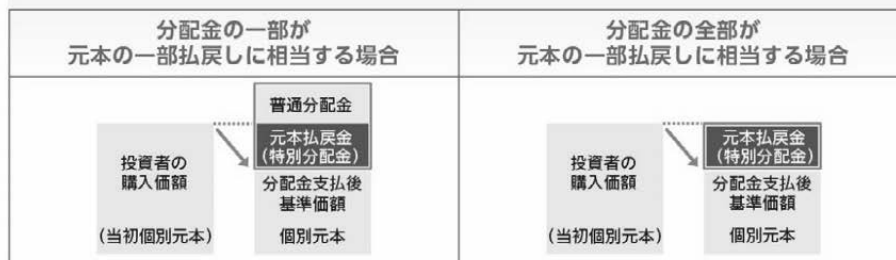 分配金の一部が
元本の一部払戻しに相当する場合
分配金の全部が
元本の一部払戻しに相当する場合
投資者の
購入価額
(当初個別元本)
普通分配金
元本払戻金
(特別分配金)
分配金支払後
基準価額
個別元本
投資者の
購入価額
(当初個別元本)
元本払戻金
(特別分配金)
分配金支払後
基準価額
個別元本